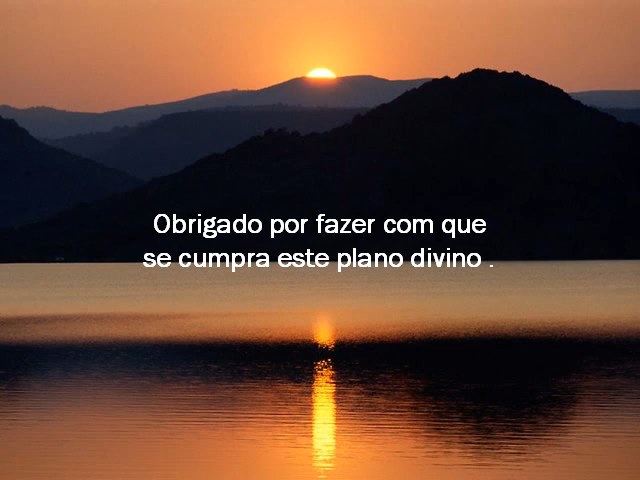 Obrigado por fazer com que
se cumpra este plano divino .